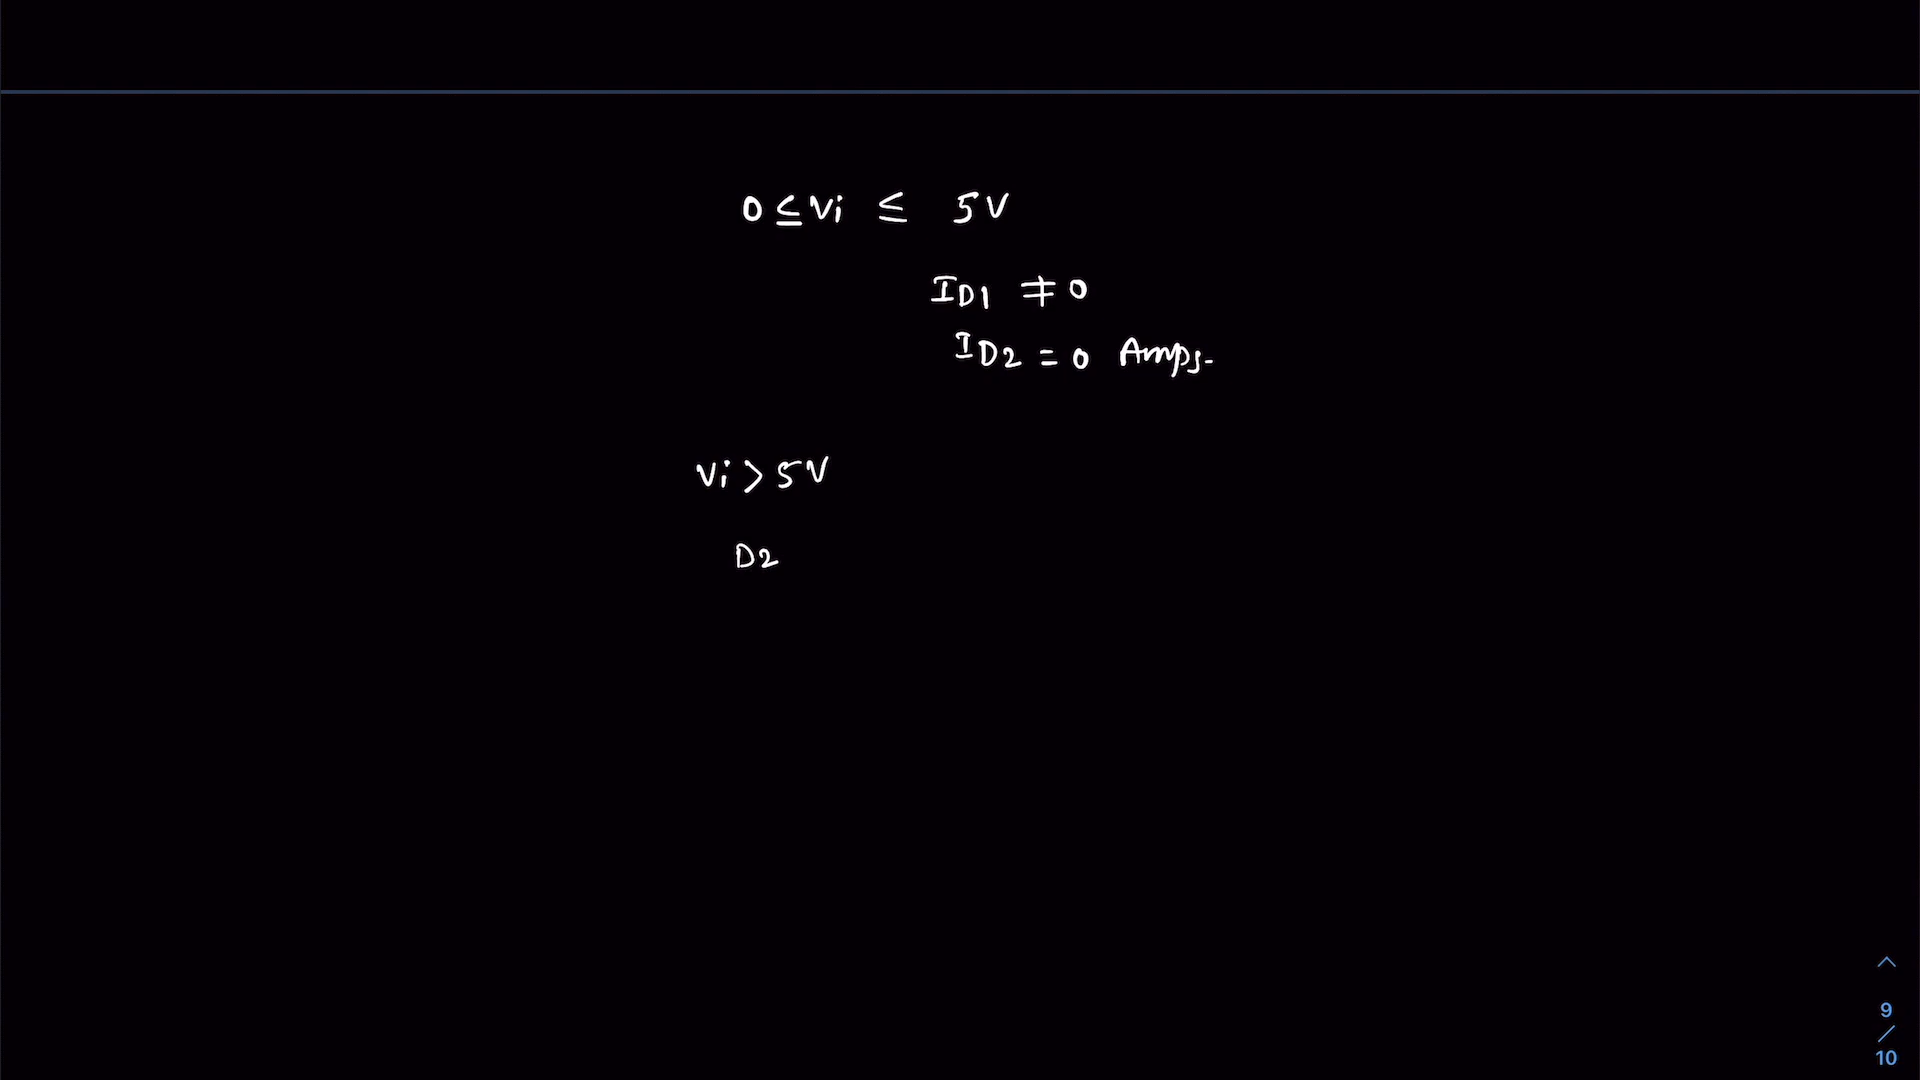 0 ≤ Vi ≤ 5V
ID1 ≠ 0
ID2 = 0 Amps.
Vi > 5V
D2
9
/
10